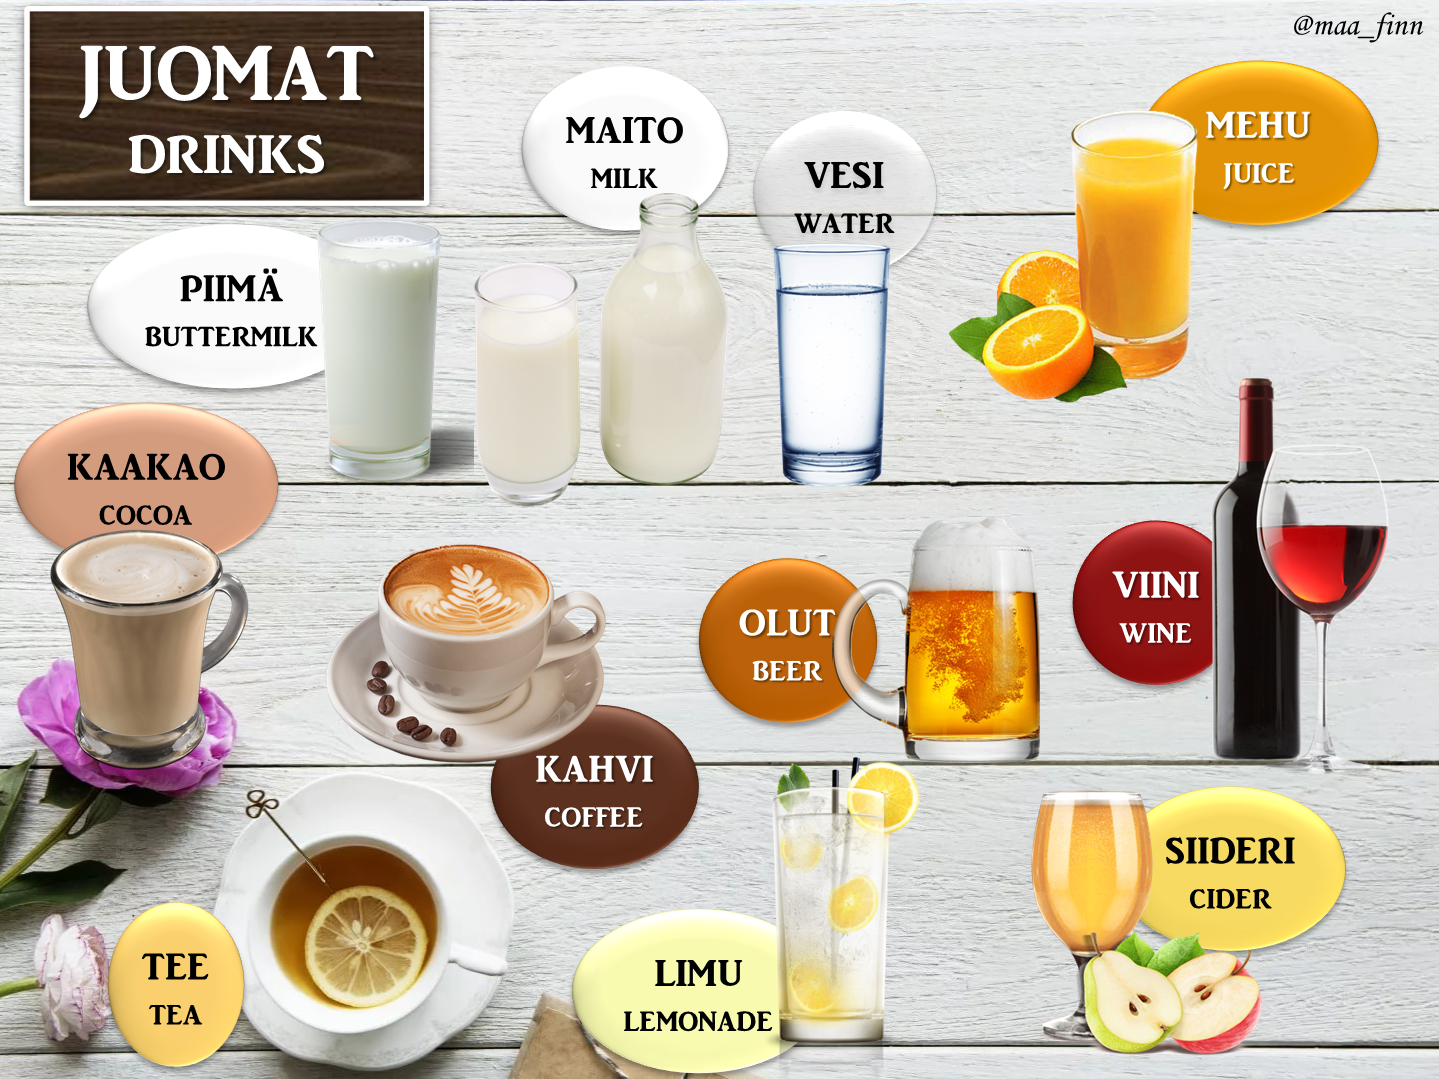 JUOMAT
DRINKS
@maa_finn
MAITO
MILK
VESI
WATER
MEHU
JUICE
PIIMÄ
BUTTERMILK
KAAKAO
COCOA
OLUT
BEER
VIINI
WINE
KAHVI
COFFEE
SIIDERI
CIDER
TEE
TEA
LIMU
LEMONADE